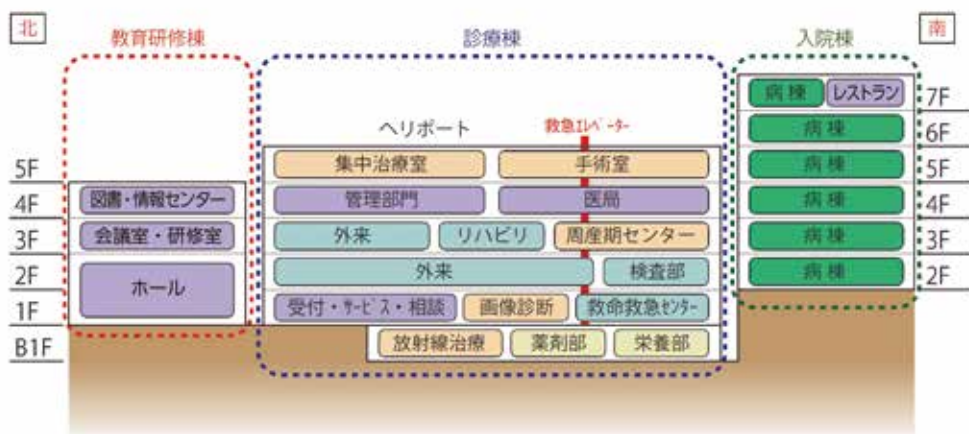 北
教育研修棟
診療棟
入院棟
南
病棟
レストラン
7F
ヘリポート
救急エレベーター
病棟
6F
5F
集中治療室
手術室
病棟
5F
4F
図書・情報センター
管理部門
医局
病棟
4F
3F
会議室・研修室
外来
リハビリ
周産期センター
病棟
3F
2F
ホール
外来
検査部
病棟
2F
1F
受付・サービス・相談
画像診断
救命救急センター
B1F
放射線治療
薬剤部
栄養部